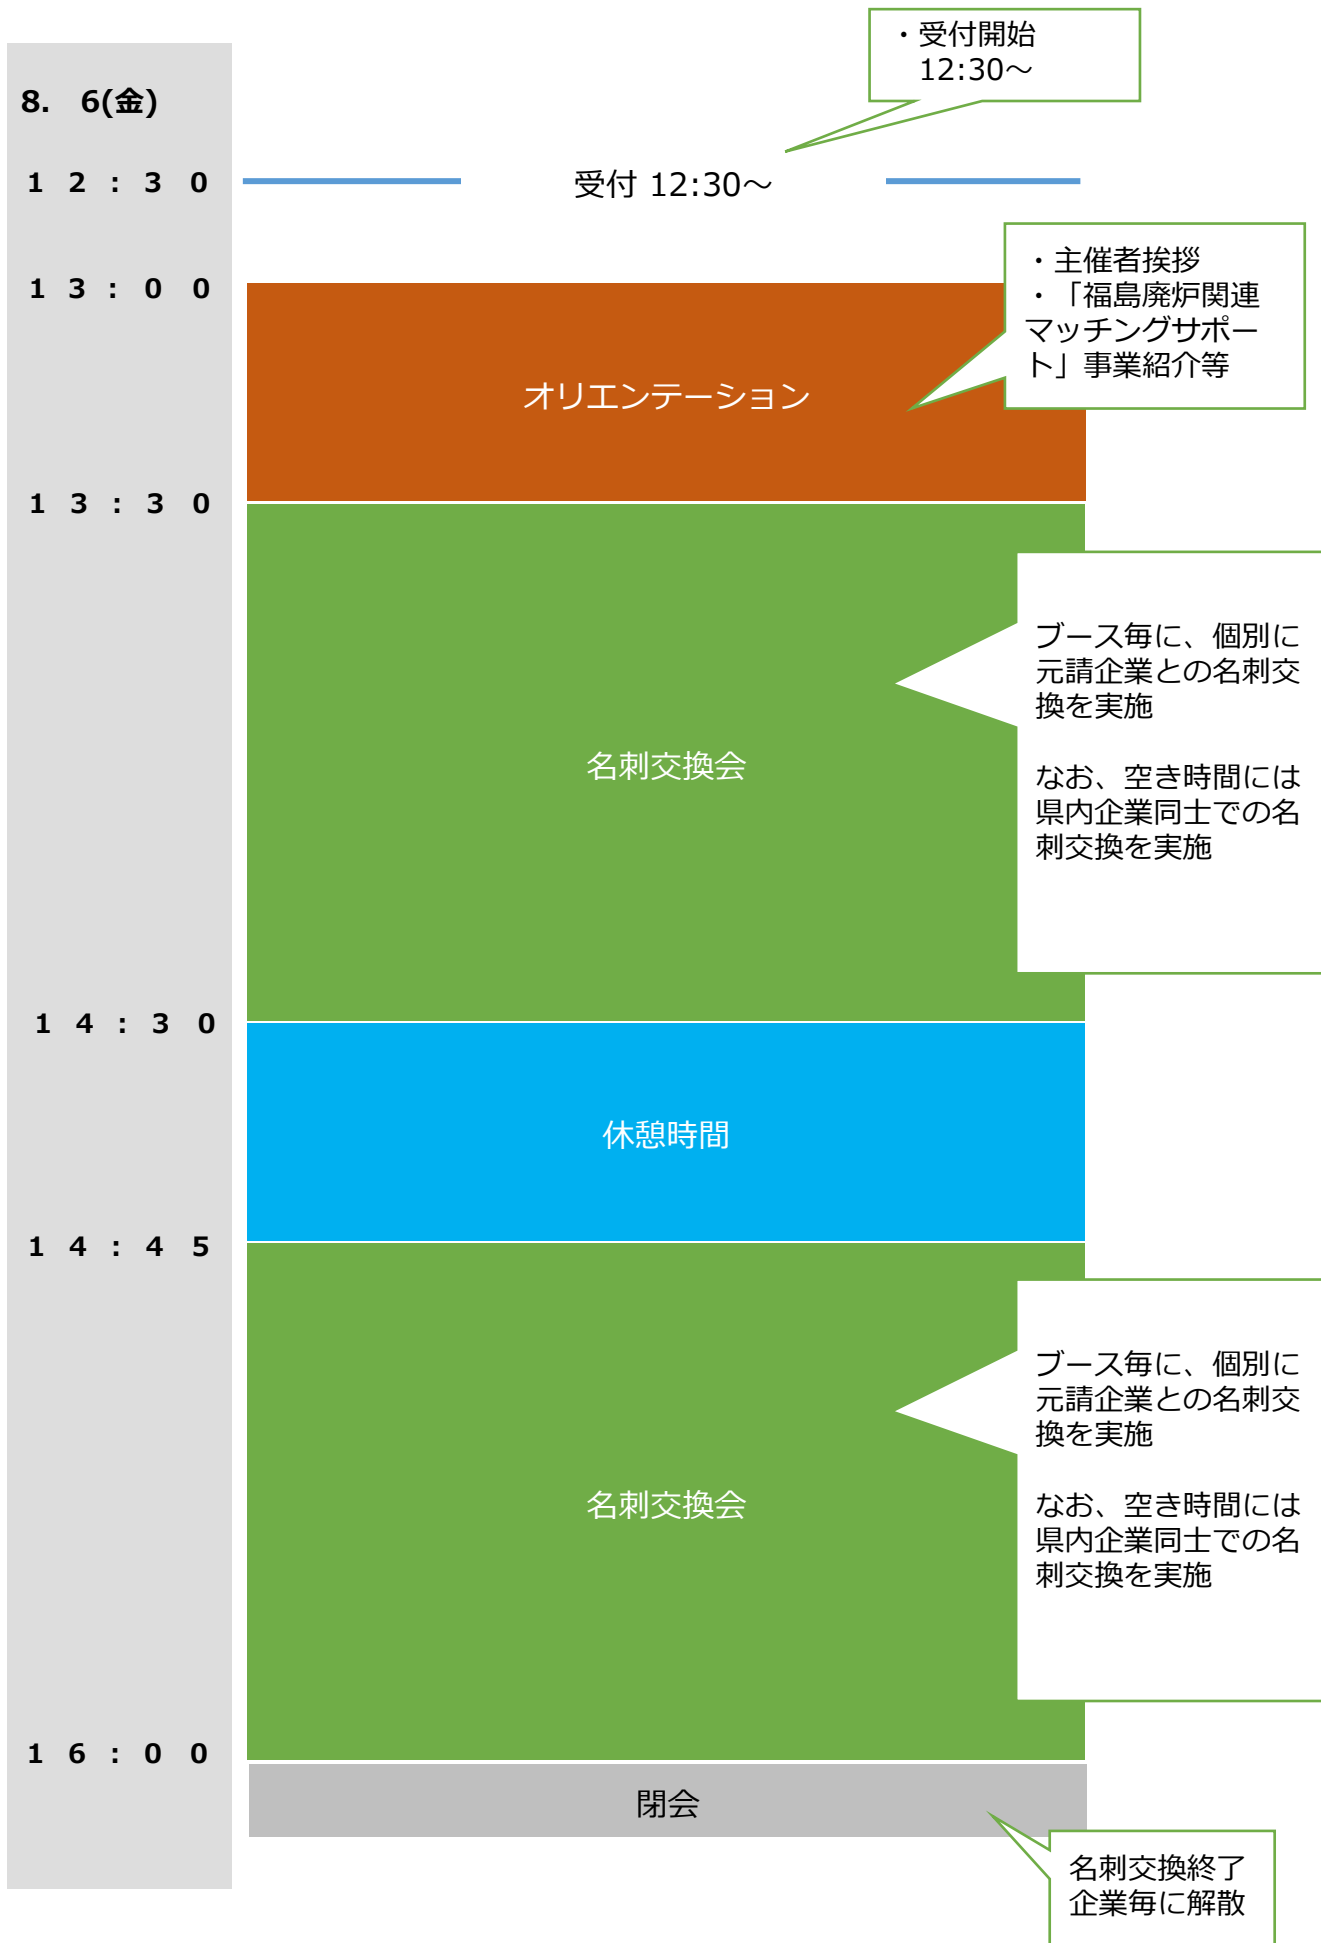 ・受付開始
12:30～
8. 6(金)
12:30
受付 12:30～
・主催者挨拶
・「福島廃炉関連
マッチングサポー
ト」事業紹介等
13:00
オリエンテーション
13:30
ブース毎に、個別に
元請企業との名刺交
換を実施
名刺交換会
なお、空き時間には
県内企業同士での名
刺交換を実施
14:30
休憩時間
14:45
ブース毎に、個別に
元請企業との名刺交
換を実施
名刺交換会
なお、空き時間には
県内企業同士での名
刺交換を実施
16:00
閉会
名刺交換終了
企業毎に解散